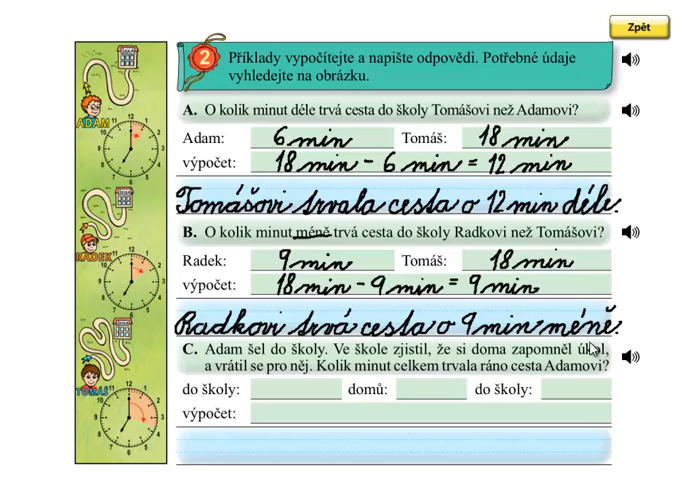 Zpět
2
Příklady vypočítejte a napište odpovědi. Potřebné údaje
vyhledejte na obrázku.
A. O kolik minut déle trvá cesta do školy Tomášovi než Adamovi?
Adam: 6 min Tomáš: 18 min
výpočet: 18 min - 6 min = 12 min
Tomášovi trvala cesta o 12 min déle.
B. O kolik minut méně trvá cesta do školy Radkovi než Tomášovi?
Radek: 9 min Tomáš: 18 min
výpočet: 18 min - 9 min = 9 min
Radkovi trvá cesta o 9 min méně.
C. Adam šel do školy. Ve škole zjistil, že si doma zapomněl úkol,
a vrátil se pro něj. Kolik minut celkem trvala ráno cesta Adamovi?
do školy: domů: do školy:
výpočet:
ADAM
RADEK
TOMÁŠ